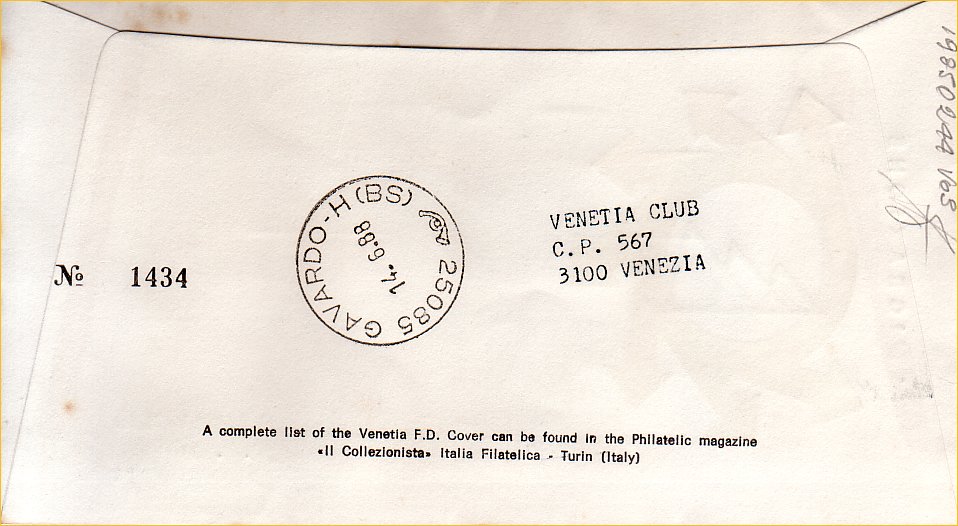 GAVARDO-H (BS) 25085
14.6.88
VENETIA CLUB
C.P. 567
3100 VENEZIA
№ 1434
A complete list of the Venetia F.D. Cover can be found in the Philatelic magazine
«Il Collezionista» Italia Filatelica - Turin (Italy)